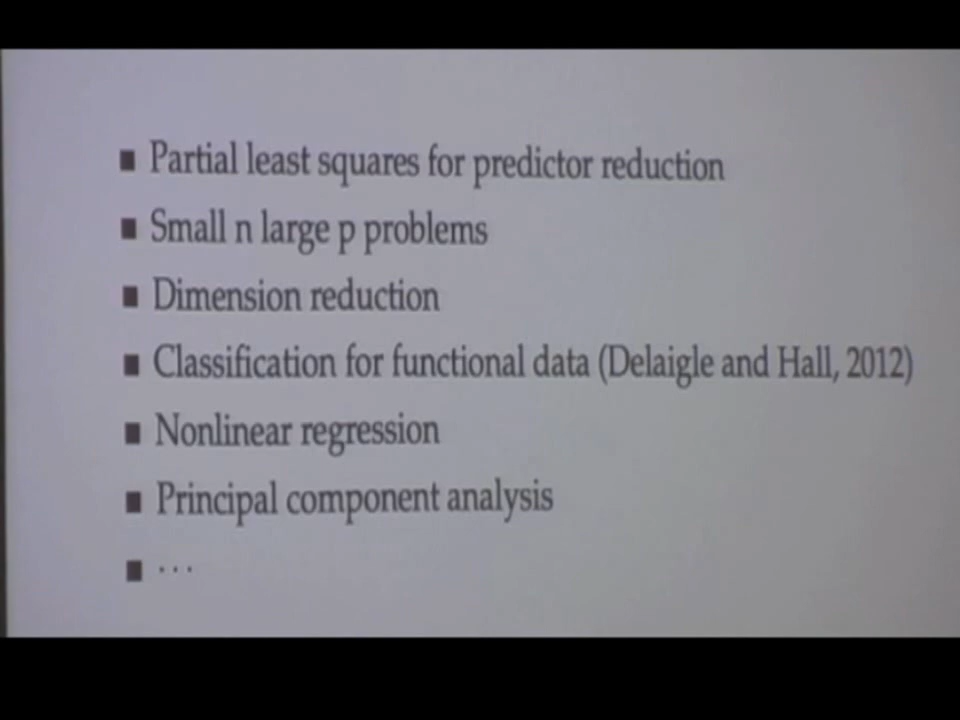 ■ Partial least squares for predictor reduction
■ Small n large p problems
■ Dimension reduction
■ Classification for functional data (Delaigle and Hall, 2012)
■ Nonlinear regression
■ Principal component analysis
■ ···